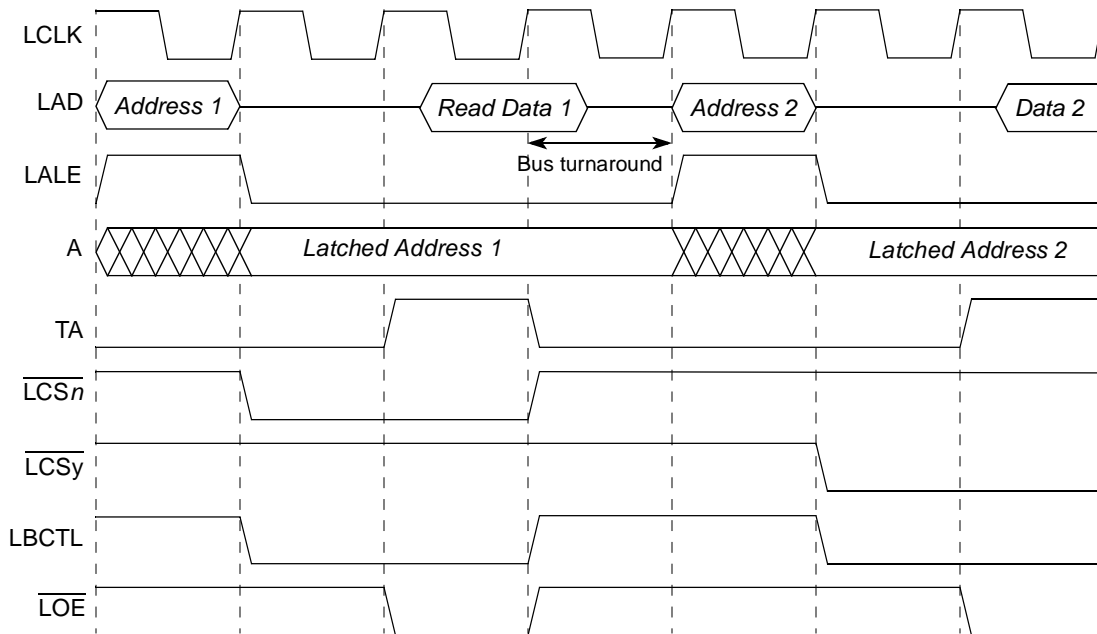 LCLK
LAD Address 1 Read Data 1 Address 2 Data 2
Bus turnaround
LALE
A Latched Address 1 Latched Address 2
TA
LCSn
LCSy
LBCTL
LOE